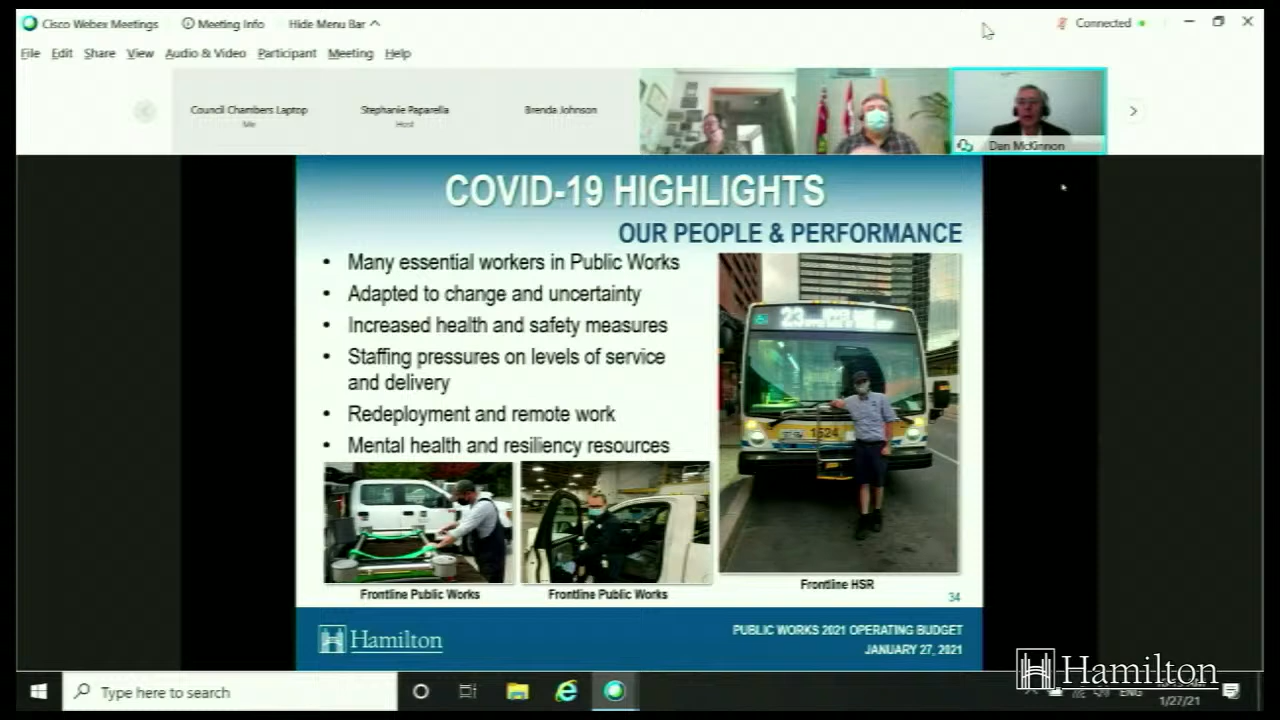 Cisco Webex Meetings
Meeting Info
Hide Menu Bar
Connected
File Edit Share View Audio & Video Participant Meeting Help
Council Chambers Laptop
Me
Stephanie Paparella
Host
Brenda Johnson
Dan McKinnon
COVID-19 HIGHLIGHTS
OUR PEOPLE & PERFORMANCE
• Many essential workers in Public Works
• Adapted to change and uncertainty
• Increased health and safety measures
• Staffing pressures on levels of service
and delivery
• Redeployment and remote work
• Mental health and resiliency resources
23
1524
Frontline Public Works
Frontline Public Works
Frontline HSR
34
Hamilton
PUBLIC WORKS 2021 OPERATING BUDGET
JANUARY 27, 2021
Type here to search
ENG
1/27/21
Hamilton